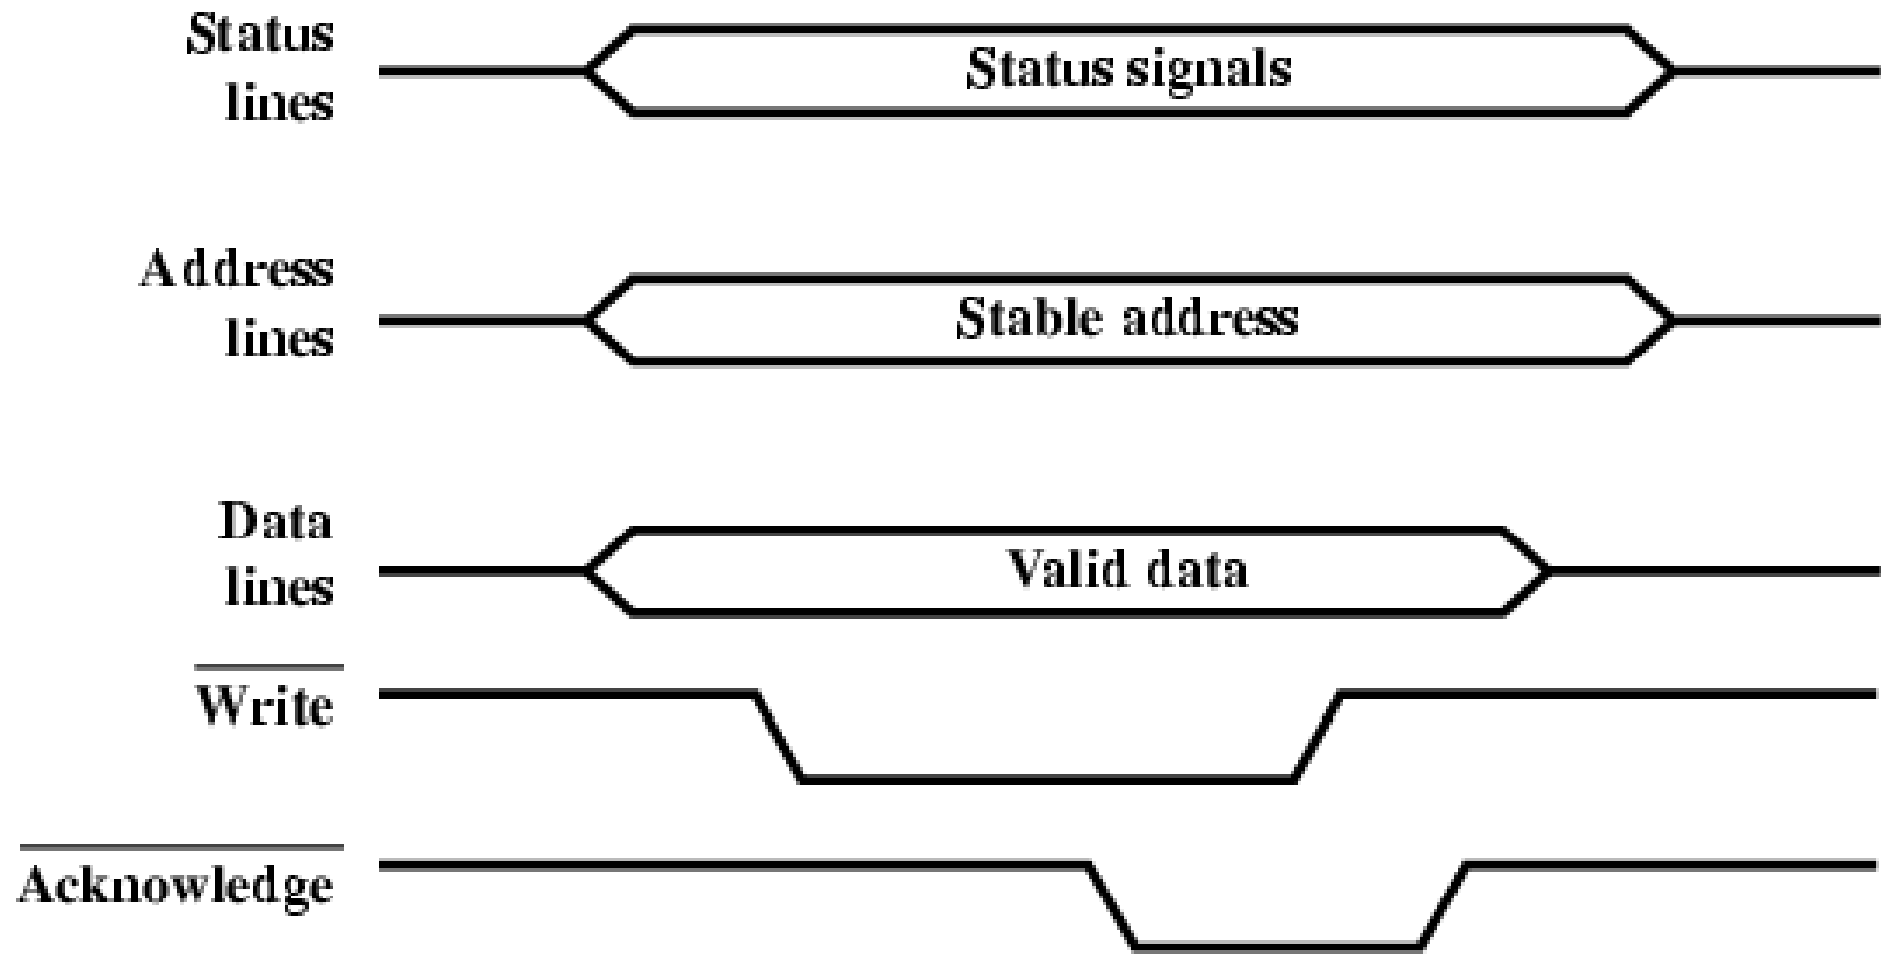 Status
lines
Status signals
Address
lines
Stable address
Data
lines
Valid data
Write
Acknowledge